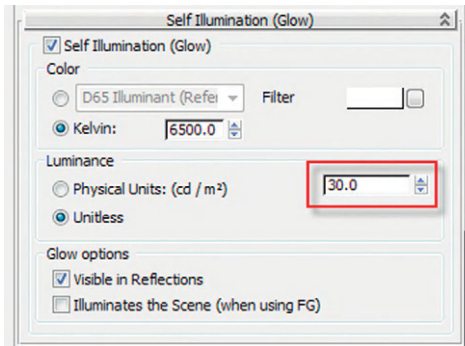 Self Illumination (Glow)
Self Illumination (Glow)
Color
D65 Illuminant (Refer
Filter
Kelvin: 6500.0
Luminance
Physical Units: (cd / m²) 30.0
Unitless
Glow options
Visible in Reflections
Illuminates the Scene (when using FG)